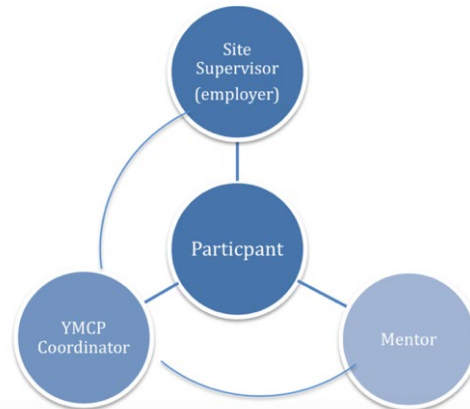 Site
Supervisor
(employer)
Particpant
YMCP
Coordinator
Mentor